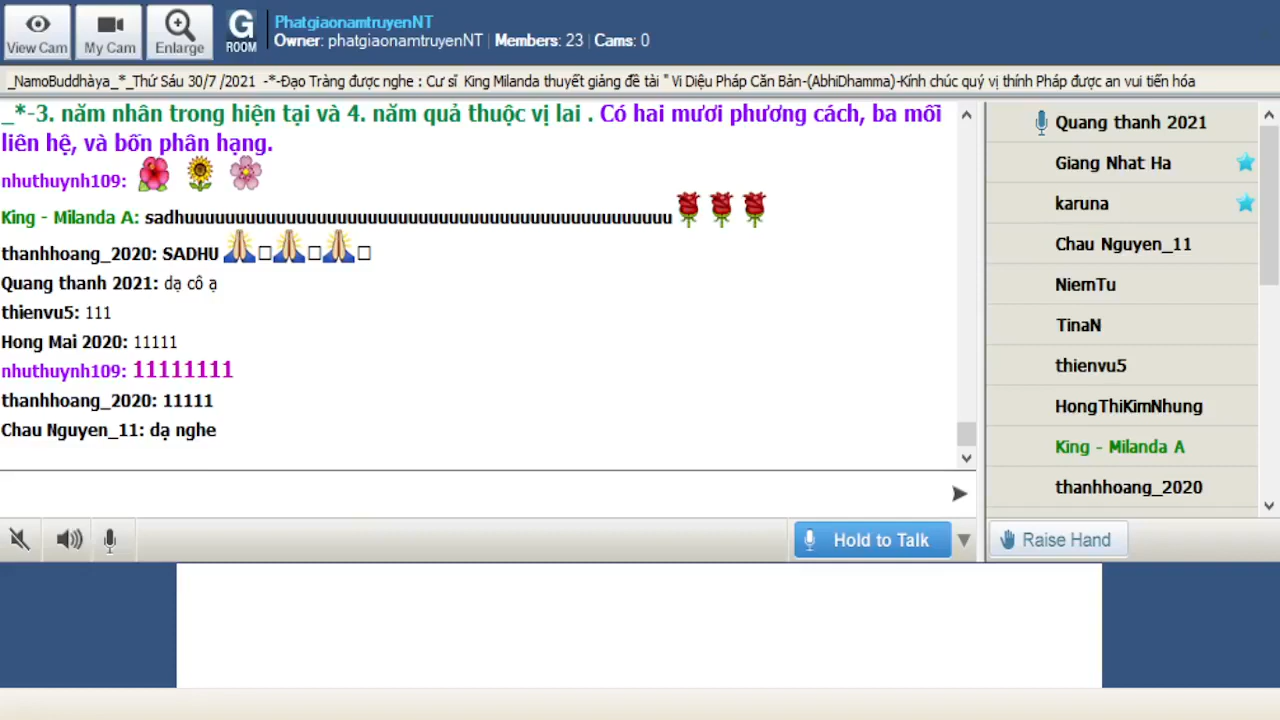 View Cam
My Cam
Enlarge
G
ROOM
PhatgiaonamtruyenNT
Owner: phatgiaonamtruyenNT | Members: 23 | Cams: 0
_NamoBuddhàya_*_Thứ Sáu 30/7 /2021 -*-Đạo Tràng được nghe : Cư sĩ King Milanda thuyết giảng đề tài " Vi Diệu Pháp Căn Bản-(AbhiDhamma)-Kính chúc quý vị thính Pháp được an vui tiến hóa
_*-3. năm nhân trong hiện tại và 4. năm quả thuộc vị lai . Có hai mươi phương cách, ba mối
liên hệ, và bốn phân hạng.
nhuthuynh109:
King - Milanda A: sadhuuuuuuuuuuuuuuuuuuuuuuuuuuuuuuuuuuuuuuuuuuuuuuuuu
thanhhoang_2020: SADHU
Quang thanh 2021: dạ cô ạ
thienvu5: 111
Hong Mai 2020: 11111
nhuthuynh109: 11111111
thanhhoang_2020: 11111
Chau Nguyen_11: dạ nghe
Hold to Talk
Quang thanh 2021
Giang Nhat Ha
karuna
Chau Nguyen_11
NiemTu
TinaN
thienvu5
HongThiKimNhung
King - Milanda A
thanhhoang_2020
Raise Hand